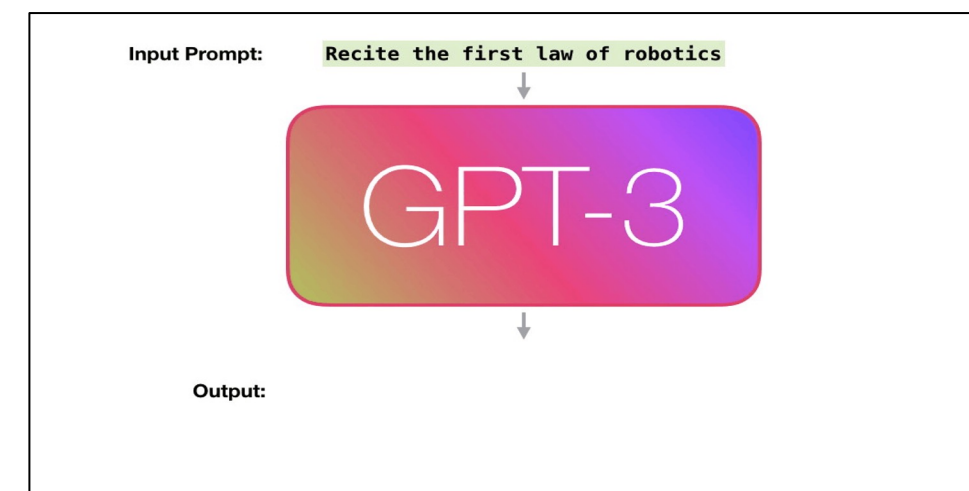 Input Prompt: Recite the first law of robotics
GPT-3
Output: